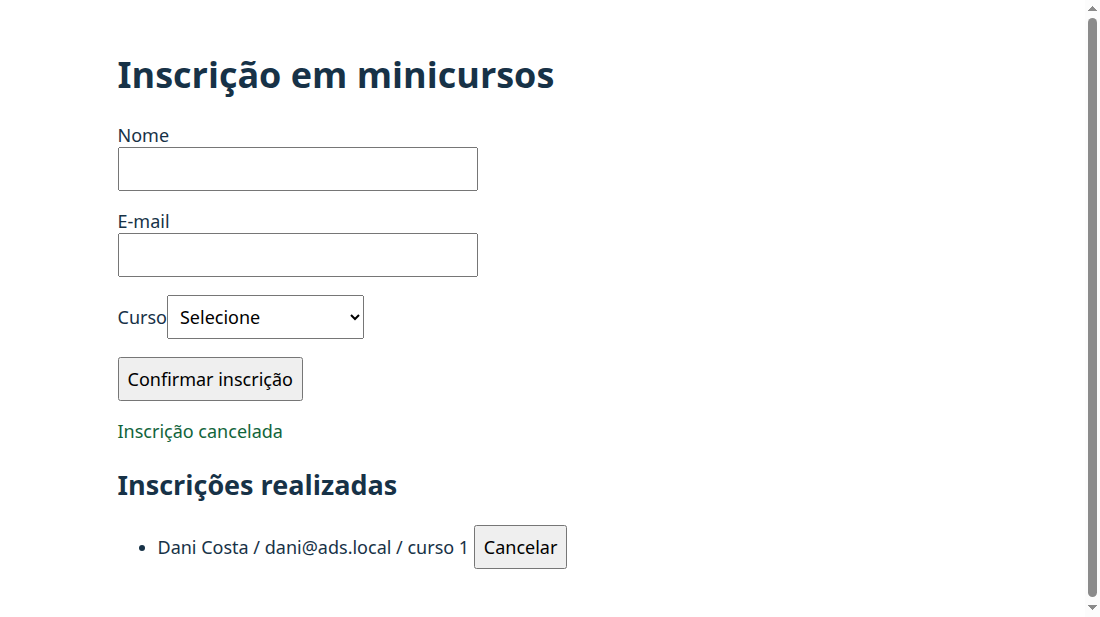 Inscrição em minicursos
Nome
E-mail
Curso Selecione
Confirmar inscrição
Inscrição cancelada
Inscrições realizadas
Dani Costa / dani@ads.local / curso 1 Cancelar